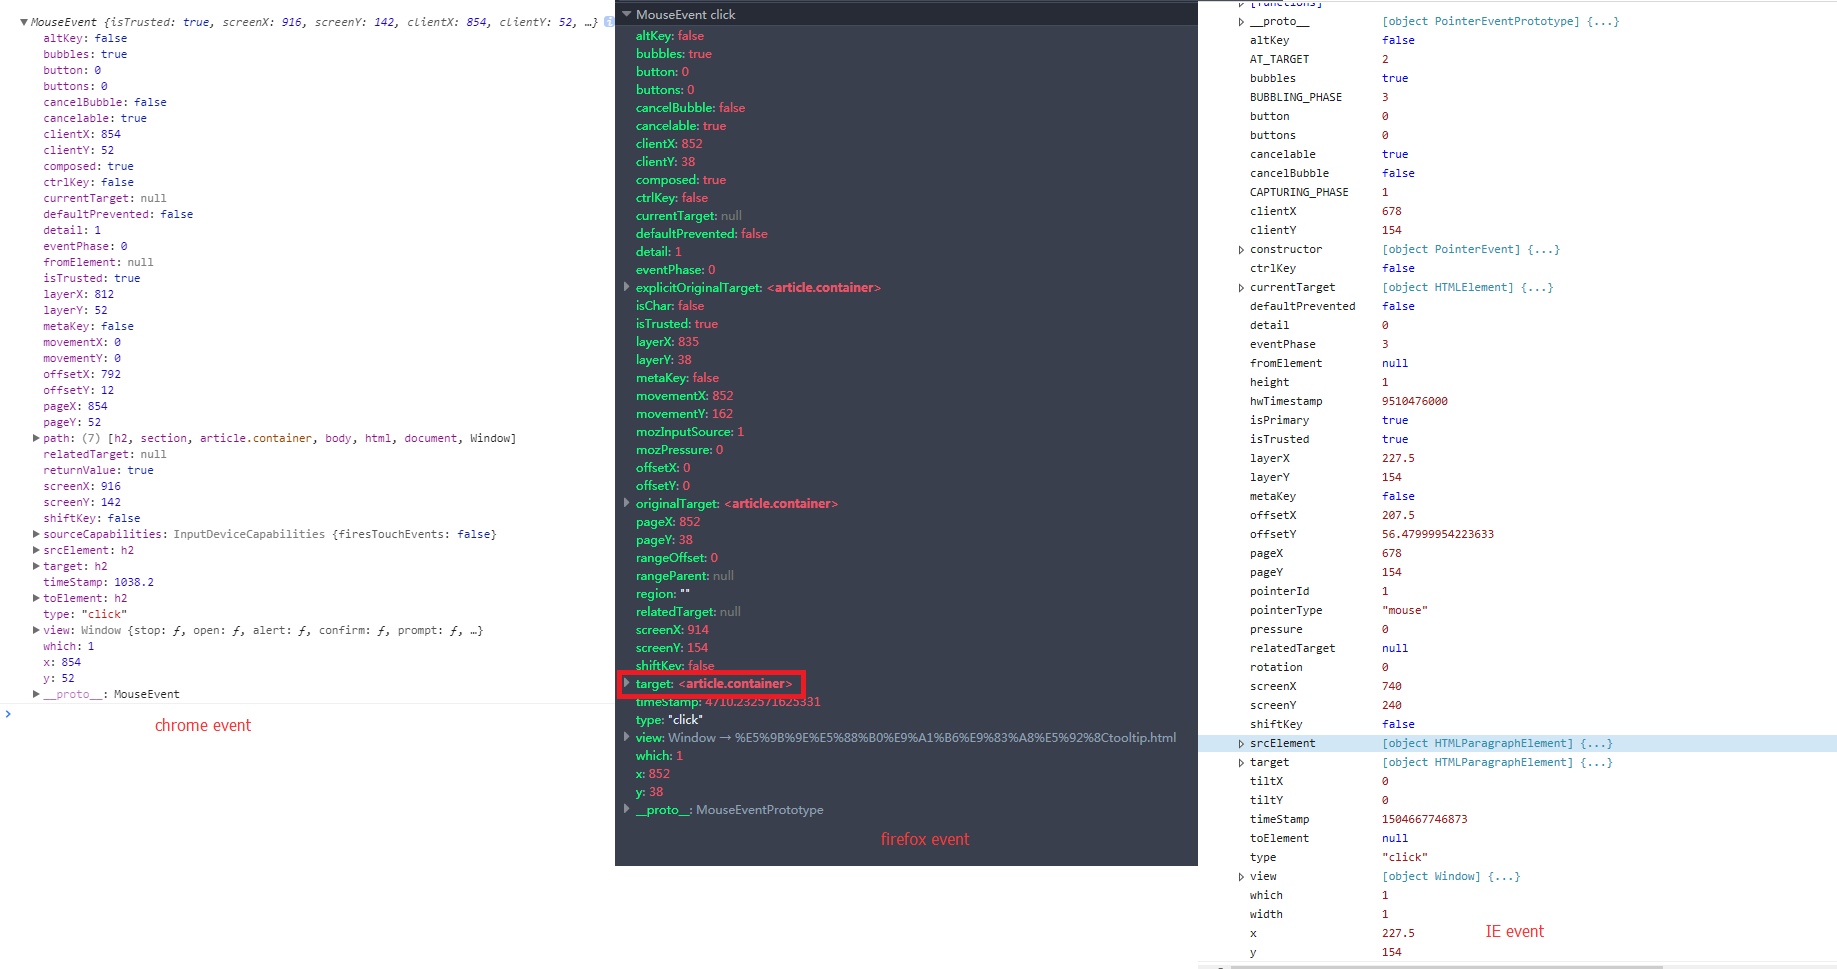 MouseEvent {isTrusted: true, screenX: 916, screenY: 142, clientX: 854, clientY: 52, …}
altKey: false
bubbles: true
button: 0
buttons: 0
cancelBubble: false
cancelable: true
clientX: 854
clientY: 52
composed: true
ctrlKey: false
currentTarget: null
defaultPrevented: false
detail: 1
eventPhase: 0
fromElement: null
isTrusted: true
layerX: 812
layerY: 52
metaKey: false
movementX: 0
movementY: 0
offsetX: 792
offsetY: 12
pageX: 854
pageY: 52
path: (7) [h2, section, article.container, body, html, document, Window]
relatedTarget: null
returnValue: true
screenX: 916
screenY: 142
shiftKey: false
sourceCapabilities: InputDeviceCapabilities {firesTouchEvents: false}
srcElement: h2
target: h2
timeStamp: 1038.2
toElement: h2
type: "click"
view: Window {stop: ƒ, open: ƒ, alert: ƒ, confirm: ƒ, prompt: ƒ, …}
which: 1
x: 854
y: 52
__proto__: MouseEvent
chrome event
MouseEvent click
altKey: false
bubbles: true
button: 0
buttons: 0
cancelBubble: false
cancelable: true
clientX: 852
clientY: 38
composed: true
ctrlKey: false
currentTarget: null
defaultPrevented: false
detail: 1
eventPhase: 0
explicitOriginalTarget: <article.container>
isChar: false
isTrusted: true
layerX: 835
layerY: 38
metaKey: false
movementX: 852
movementY: 162
mozInputSource: 1
mozPressure: 0
offsetX: 0
offsetY: 0
originalTarget: <article.container>
pageX: 852
pageY: 38
rangeOffset: 0
rangeParent: null
region: ""
relatedTarget: null
screenX: 914
screenY: 154
shiftKey: false
target: <article.container>
timeStamp: 4710.232571625331
type: "click"
view: Window → %E5%9B%9E%E5%88%B0%E9%A1%B6%E9%83%A8%E5%92%8Ctooltip.html
which: 1
x: 852
y: 38
__proto__: MouseEventPrototype
firefox event
[functions]
__proto__ [object PointerEventPrototype] {...}
altKey false
AT_TARGET 2
bubbles true
BUBBLING_PHASE 3
button 0
buttons 0
cancelable true
cancelBubble false
CAPTURING_PHASE 1
clientX 678
clientY 154
constructor [object PointerEvent] {...}
ctrlKey false
currentTarget [object HTMLElement] {...}
defaultPrevented false
detail 0
eventPhase 3
fromElement null
height 1
hwTimestamp 9510476000
isPrimary true
isTrusted true
layerX 227.5
layerY 154
metaKey false
offsetX 207.5
offsetY 56.47999954223633
pageX 678
pageY 154
pointerId 1
pointerType "mouse"
pressure 0
relatedTarget null
rotation 0
screenX 740
screenY 240
shiftKey false
srcElement [object HTMLParagraphElement] {...}
target [object HTMLParagraphElement] {...}
tiltX 0
tiltY 0
timeStamp 1504667746873
toElement null
type "click"
view [object Window] {...}
which 1
width 1
x 227.5
y 154
IE event